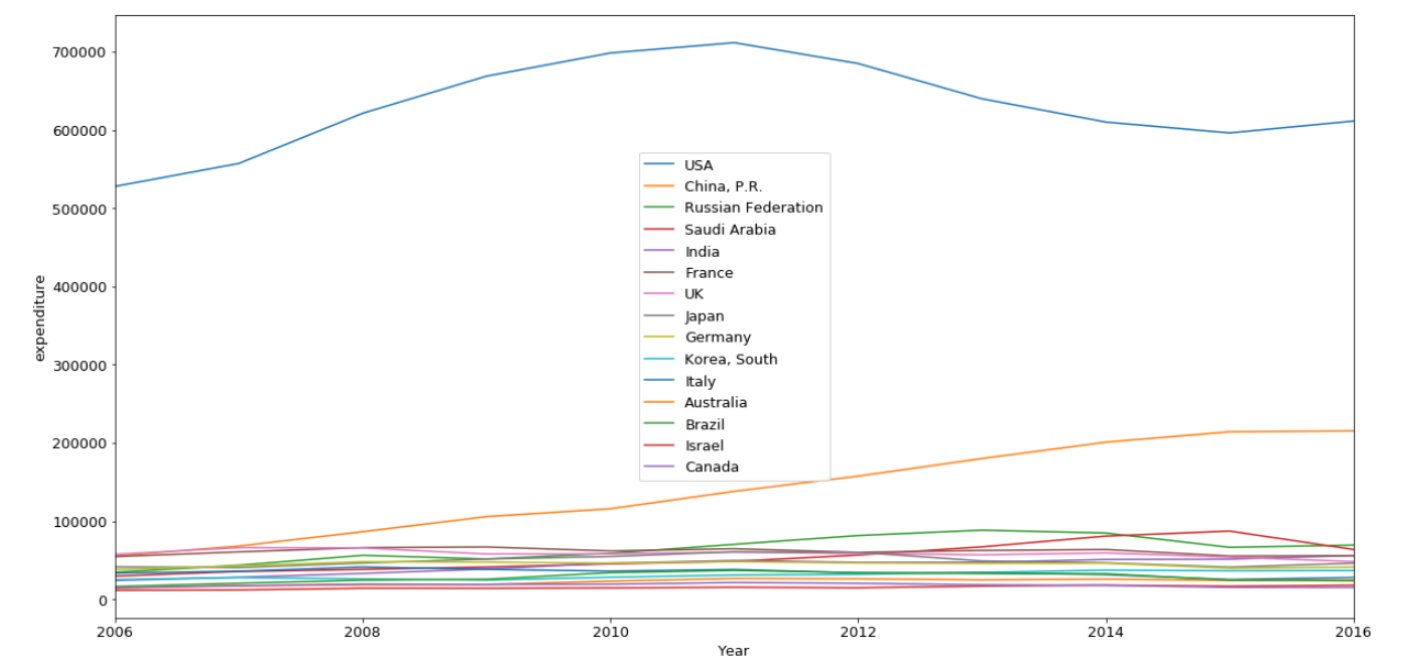 700000
600000
500000
400000
300000
200000
100000
0
expenditure
USA
China, P.R.
Russian Federation
Saudi Arabia
India
France
UK
Japan
Germany
Korea, South
Italy
Australia
Brazil
Israel
Canada
2006 2008 2010 2012 2014 2016
Year